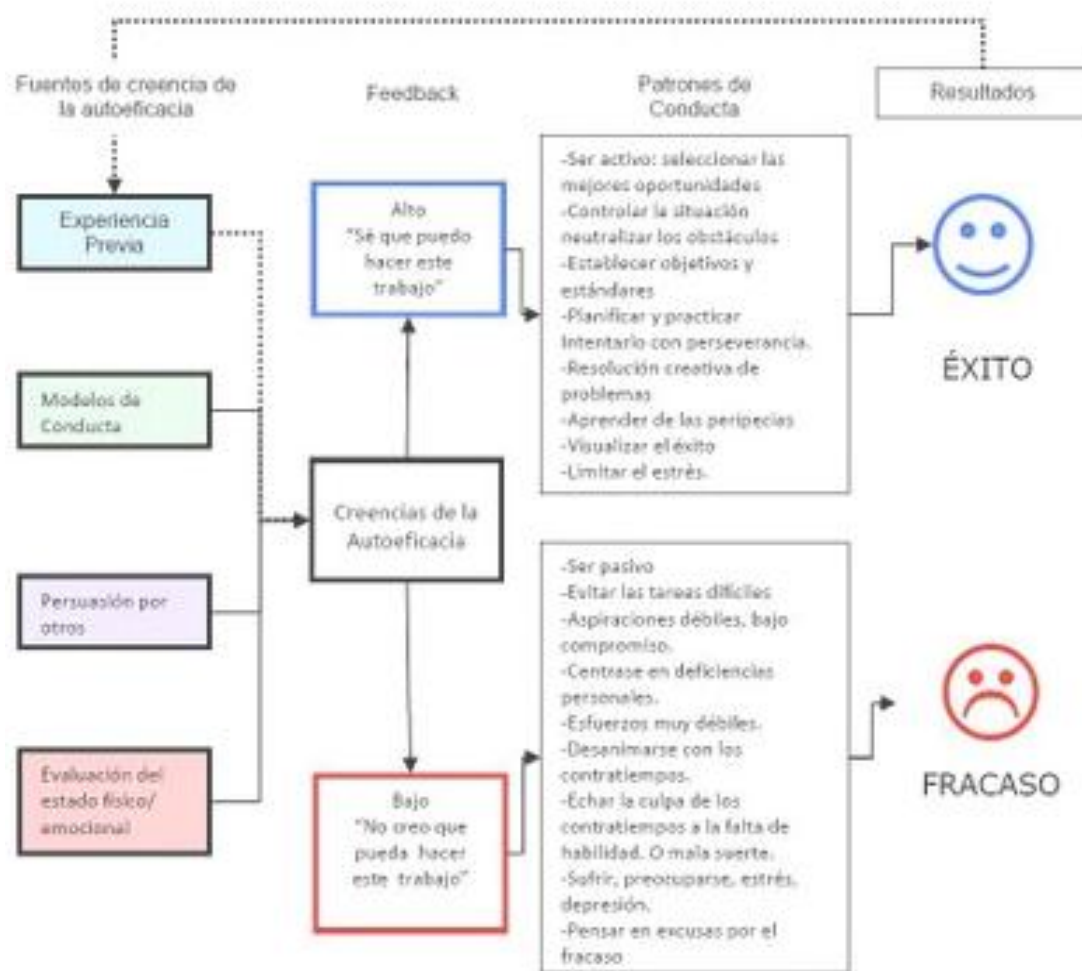 Fuentes de creencia de
la autoeficacia
Feedback
Patrones de
Conducta
Resultados
Experiencia
Previa
Modelos de
Conducta
Persuasión por
otros
Evaluación del
estado físico/
emocional
Creencias de la
Autoeficacia
Alto
"Sé que puedo
hacer este
trabajo"
Bajo
"No creo que
pueda hacer
este trabajo"
-Ser activo: seleccionar las
mejores oportunidades
-Controlar la situación
neutralizar los obstáculos
-Establecer objetivos y
estándares
-Planificar y practicar
Intentarlo con perseverancia.
-Resolución creativa de
problemas
-Aprender de las peripecias
-Visualizar el éxito
-Limitar el estrés.
-Ser pasivo
-Evitar las tareas difíciles
-Aspiraciones débiles, bajo
compromiso.
-Centrase en deficiencias
personales.
-Esfuerzos muy débiles.
-Desanimarse con los
contratiempos.
-Echar la culpa de los
contratiempos a la falta de
habilidad. O mala suerte.
-Sufrir, preocuparse, estrés,
depresión.
-Pensar en excusas por el
fracaso
ÉXITO
FRACASO